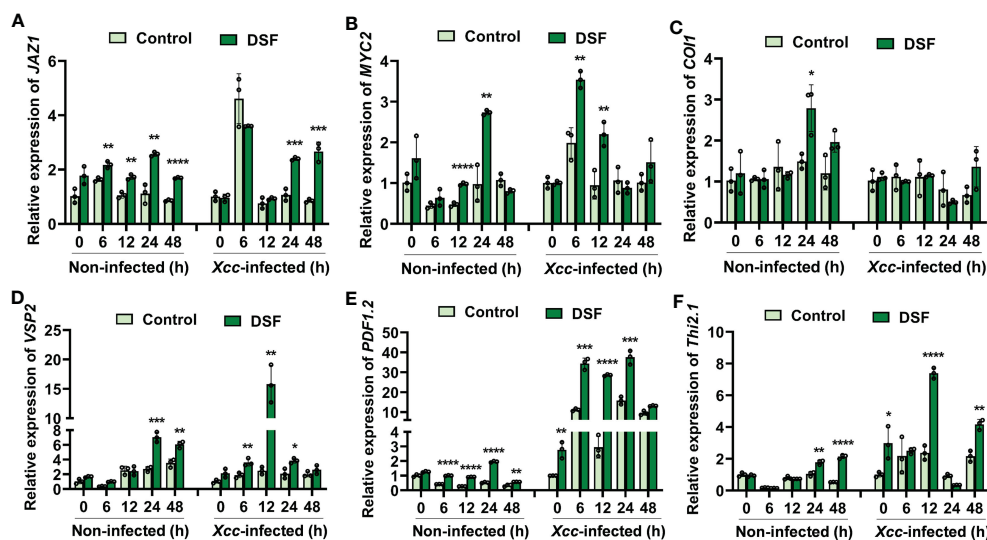 A
Control DSF
Relative expression of JAZ1
6
4
2
0
** ** ** **** *** ***
0 6 12 24 48 0 6 12 24 48
Non-infected (h) Xcc-infected (h)
B
Control DSF
Relative expression of MYC2
4
3
2
1
0
**** ** ** **
0 6 12 24 48 0 6 12 24 48
Non-infected (h) Xcc-infected (h)
C
Control DSF
Relative expression of COI1
4
3
2
1
0
*
0 6 12 24 48 0 6 12 24 48
Non-infected (h) Xcc-infected (h)
D
Control DSF
Relative expression of VSP2
25
20
15
10
8
6
4
2
0
*** ** ** ** *
0 6 12 24 48 0 6 12 24 48
Non-infected (h) Xcc-infected (h)
E
Control DSF
Relative expression of PDF1.2
50
40
30
20
10
4
3
2
1
0
**** **** **** ** ** *** **** ***
0 6 12 24 48 0 6 12 24 48
Non-infected (h) Xcc-infected (h)
F
Control DSF
Relative expression of Thi2.1
10
8
6
4
2
0
** **** * **** **
0 6 12 24 48 0 6 12 24 48
Non-infected (h) Xcc-infected (h)